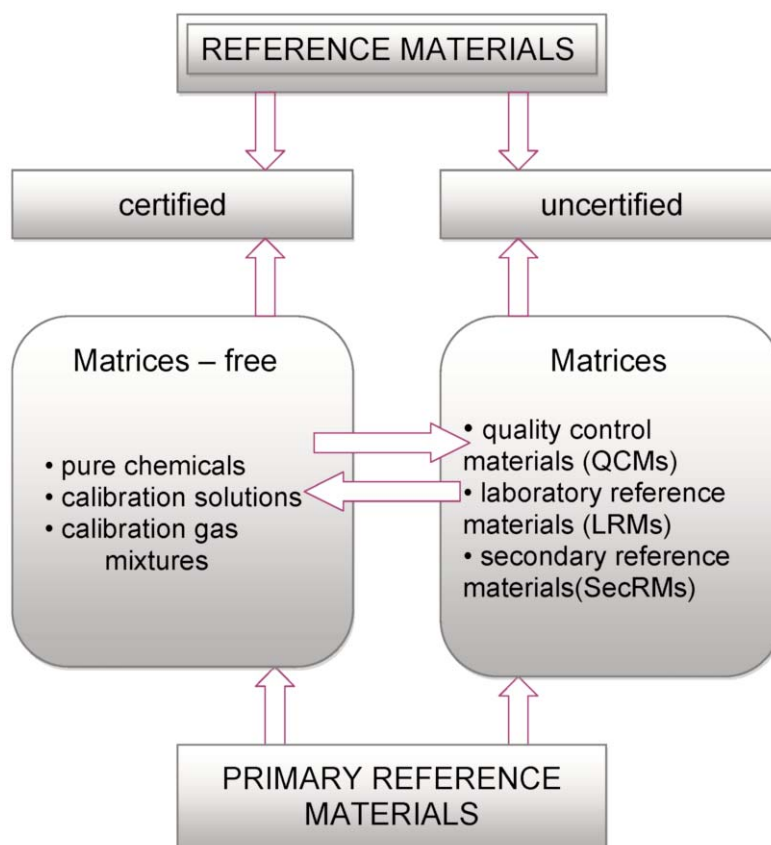 REFERENCE MATERIALS
certified
uncertified
Matrices – free
• pure chemicals
• calibration solutions
• calibration gas
mixtures
Matrices
• quality control
materials (QCMs)
• laboratory reference
materials (LRMs)
• secondary reference
materials(SecRMs)
PRIMARY REFERENCE
MATERIALS